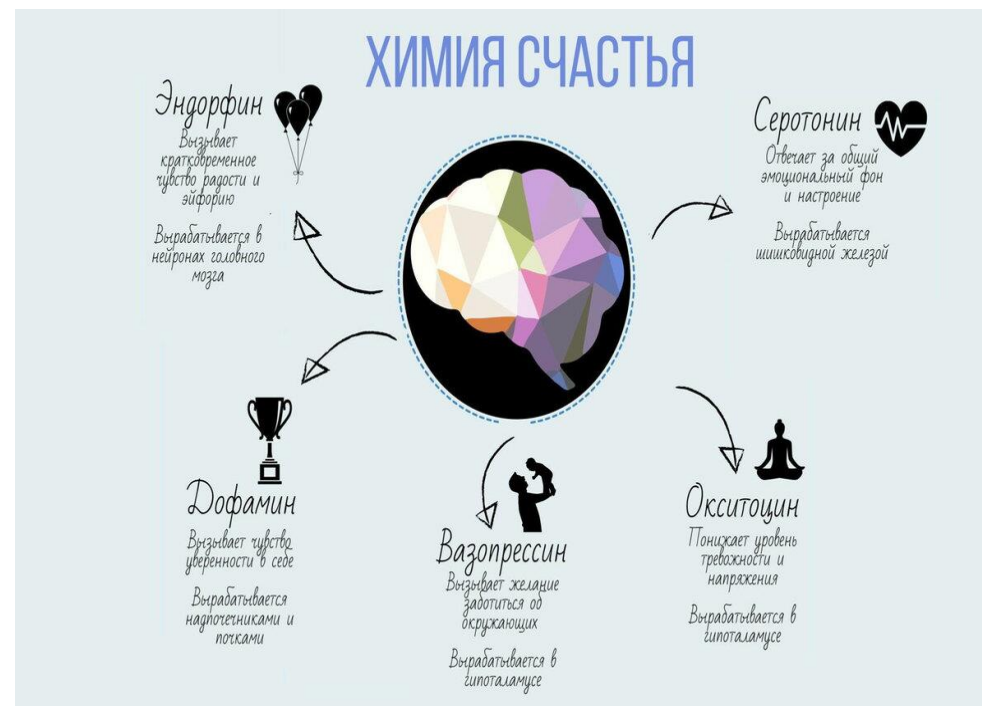 ХИМИЯ СЧАСТЬЯ
Эндорфин
Вызывает
кратковременное
чувство радости и
эйфорию
Вырабатывается в
нейронах головного
мозга
Серотонин
Отвечает за общий
эмоциональный фон
и настроение
Вырабатывается
шишковидной железой
Дофамин
Вызывает чувство
уверенности в себе
Вырабатывается
надпочечниками и
почками
Вазопрессин
Вызывает желание
заботиться об
окружающих
Вырабатывается в
гипоталамусе
Окситоцин
Понижает уровень
тревожности и
напряжения
Вырабатывается в
гипоталамусе